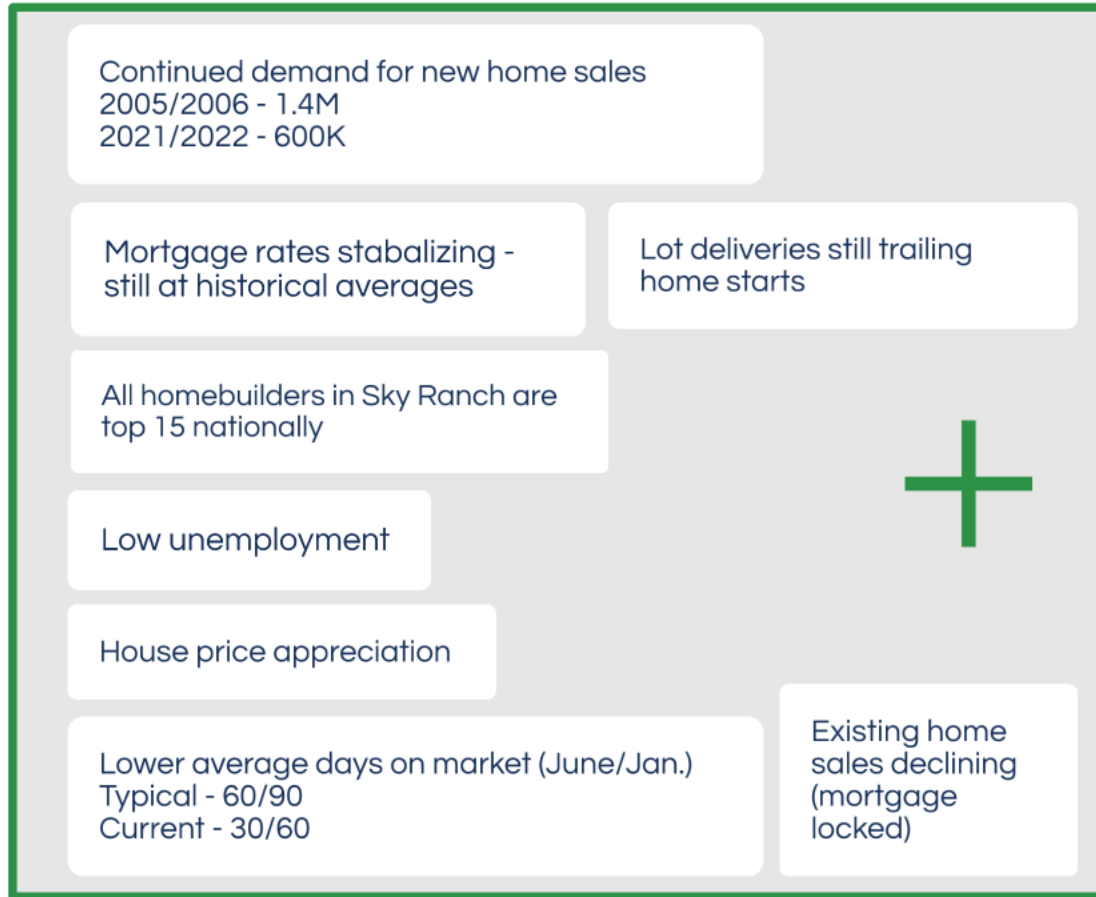 Continued demand for new home sales
2005/2006 - 1.4M
2021/2022 - 600K
Mortgage rates stabalizing -
still at historical averages
Lot deliveries still trailing
home starts
All homebuilders in Sky Ranch are
top 15 nationally
Low unemployment
House price appreciation
Lower average days on market (June/Jan.)
Typical - 60/90
Current - 30/60
Existing home
sales declining
(mortgage
locked)